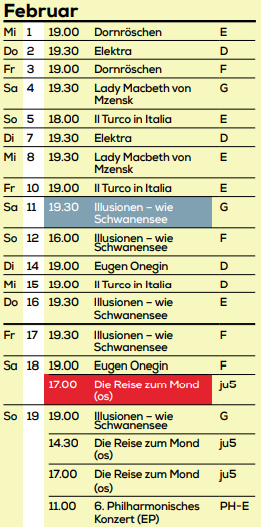 Februar
Mi 1 19.00 Dornröschen E
Do 2 19.30 Elektra D
Fr 3 19.00 Dornröschen F
Sa 4 19.30 Lady Macbeth von G
Mzensk
So 5 18.00 Il Turco in Italia E
Di 7 19.30 Elektra D
Mi 8 19.30 Lady Macbeth von E
Mzensk
Fr 10 19.00 Il Turco in Italia E
Sa 11 19.30 Illusionen – wie G
Schwanensee
So 12 16.00 Illusionen – wie F
Schwanensee
Di 14 19.00 Eugen Onegin D
Mi 15 19.00 Il Turco in Italia D
Do 16 19.30 Illusionen – wie E
Schwanensee
Fr 17 19.30 Illusionen – wie F
Schwanensee
Sa 18 19.00 Eugen Onegin F
17.00 Die Reise zum Mond ju5
(os)
So 19 19.00 Illusionen – wie G
Schwanensee
14.30 Die Reise zum Mond ju5
(os)
17.00 Die Reise zum Mond ju5
(os)
11.00 6. Philharmonisches PH-E
Konzert (EP)